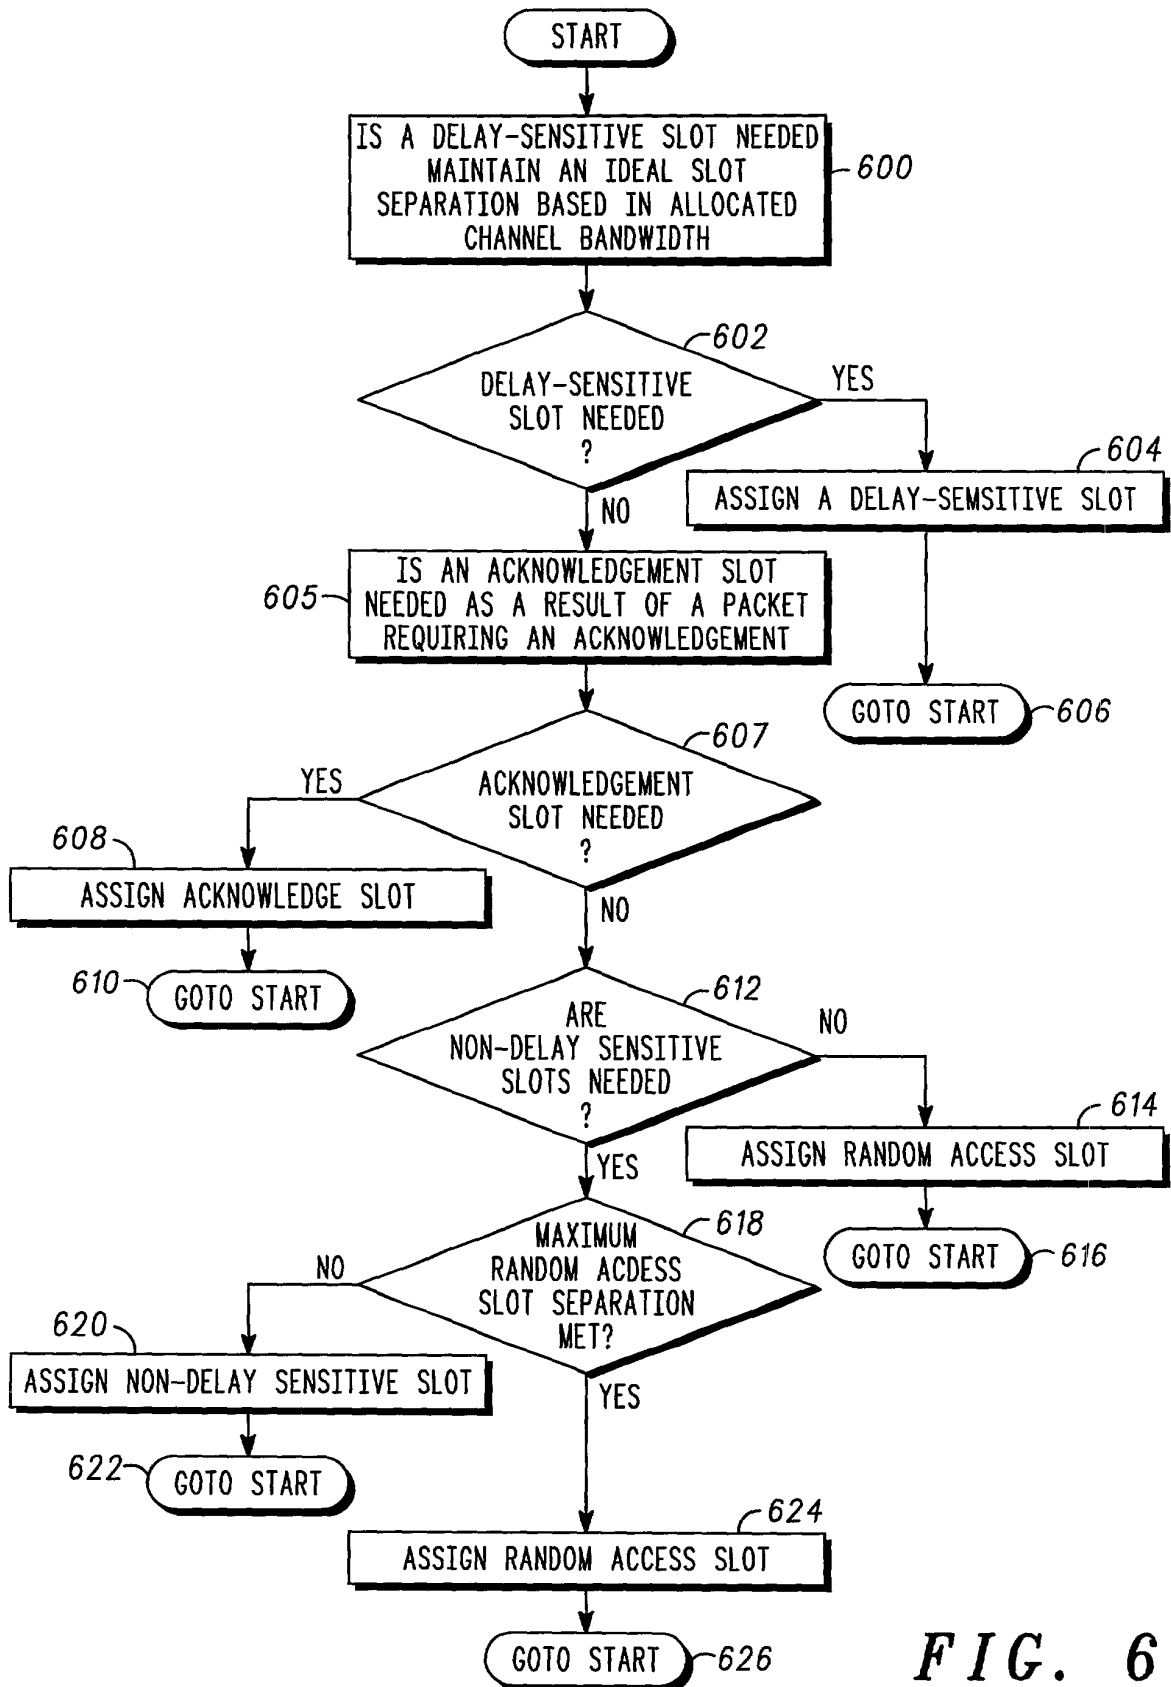 START
IS A DELAY-SENSITIVE SLOT NEEDED
MAINTAIN AN IDEAL SLOT
SEPARATION BASED IN ALLOCATED
CHANNEL BANDWIDTH
600
602
DELAY-SENSITIVE
SLOT NEEDED
?
YES
604
ASSIGN A DELAY-SEMSITIVE SLOT
NO
605
IS AN ACKNOWLEDGEMENT SLOT
NEEDED AS A RESULT OF A PACKET
REQUIRING AN ACKNOWLEDGEMENT
GOTO START
606
607
YES
ACKNOWLEDGEMENT
SLOT NEEDED
?
608
ASSIGN ACKNOWLEDGE SLOT
NO
610
GOTO START
612
ARE
NON-DELAY SENSITIVE
SLOTS NEEDED
?
NO
614
ASSIGN RANDOM ACCESS SLOT
YES
616
GOTO START
618
MAXIMUM
RANDOM ACDESS
SLOT SEPARATION
MET?
NO
620
ASSIGN NON-DELAY SENSITIVE SLOT
YES
622
GOTO START
624
ASSIGN RANDOM ACCESS SLOT
GOTO START
626
FIG. 6